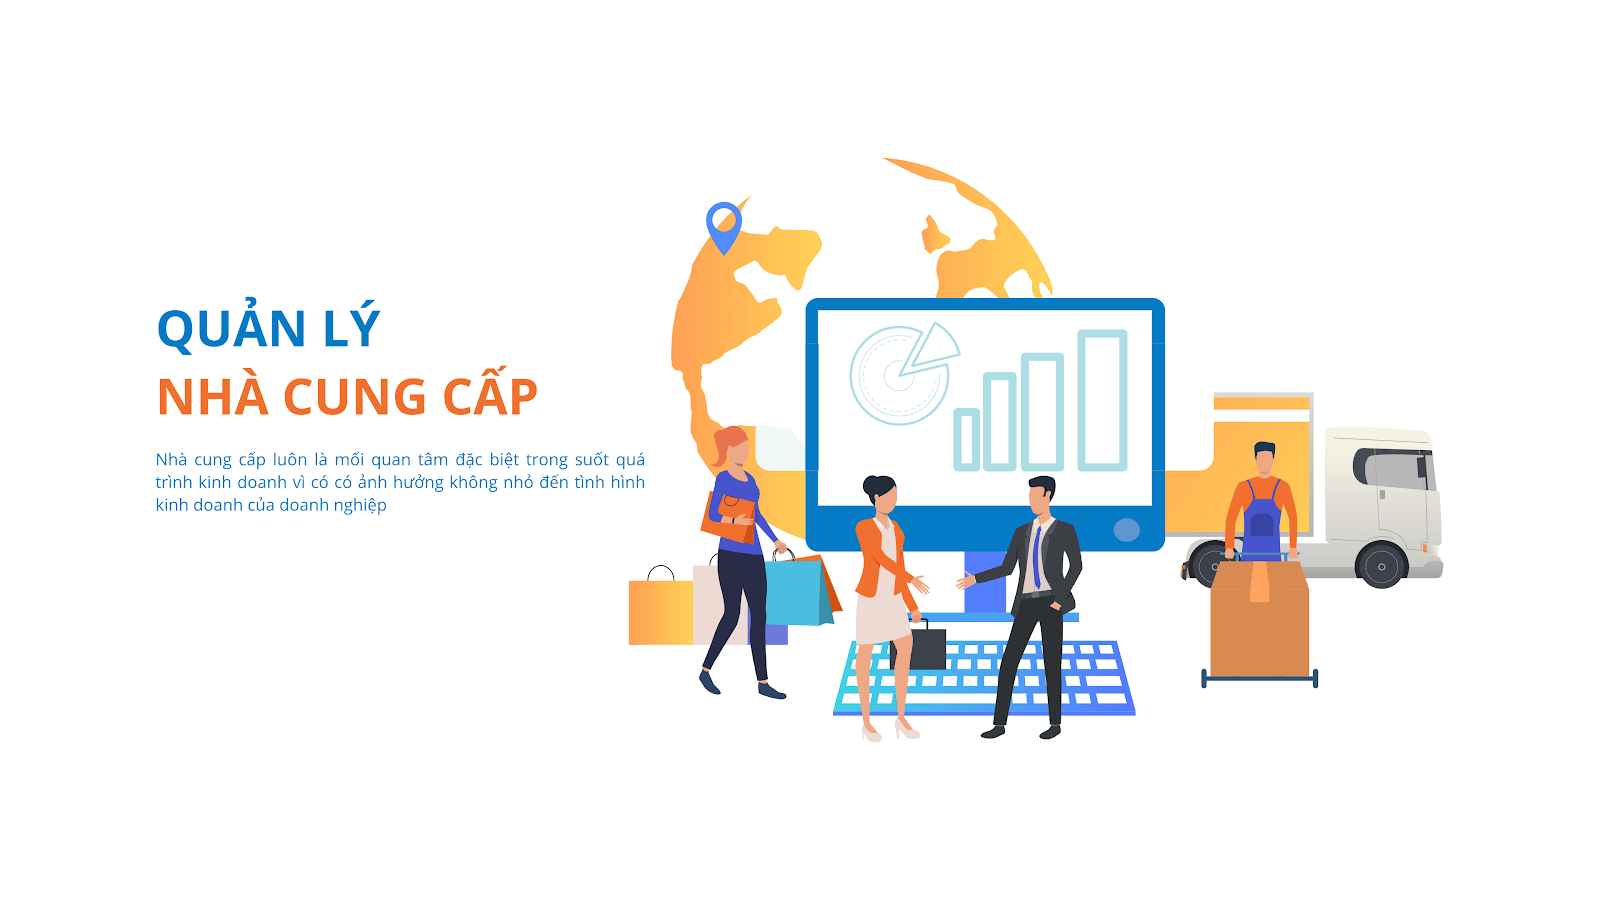 QUẢN LÝ
NHÀ CUNG CẤP
Nhà cung cấp luôn là mối quan tâm đặc biệt trong suốt quá
trình kinh doanh vì có có ảnh hưởng không nhỏ đến tình hình
kinh doanh của doanh nghiệp